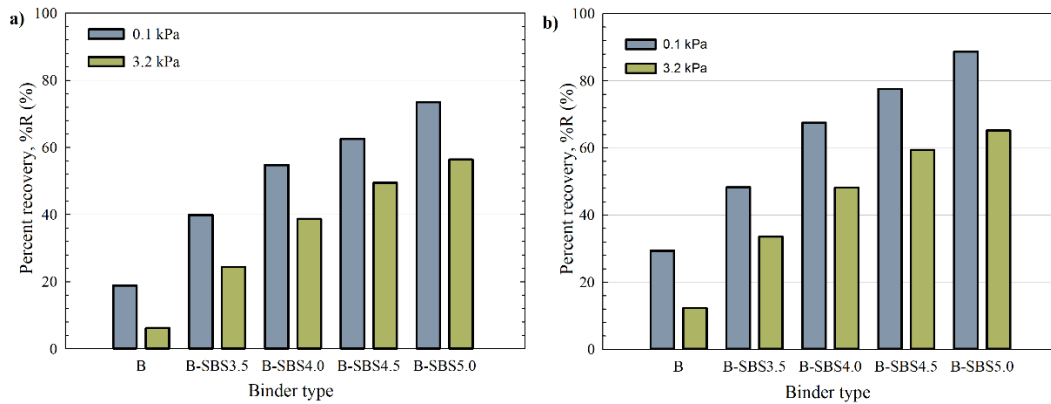 a)
0.1 kPa
3.2 kPa
Percent recovery, %R (%)
100
80
60
40
20
0
B B-SBS3.5 B-SBS4.0 B-SBS4.5 B-SBS5.0
Binder type
b)
0.1 kPa
3.2 kPa
Percent recovery, %R (%)
100
80
60
40
20
0
B B-SBS3.5 B-SBS4.0 B-SBS4.5 B-SBS5.0
Binder type